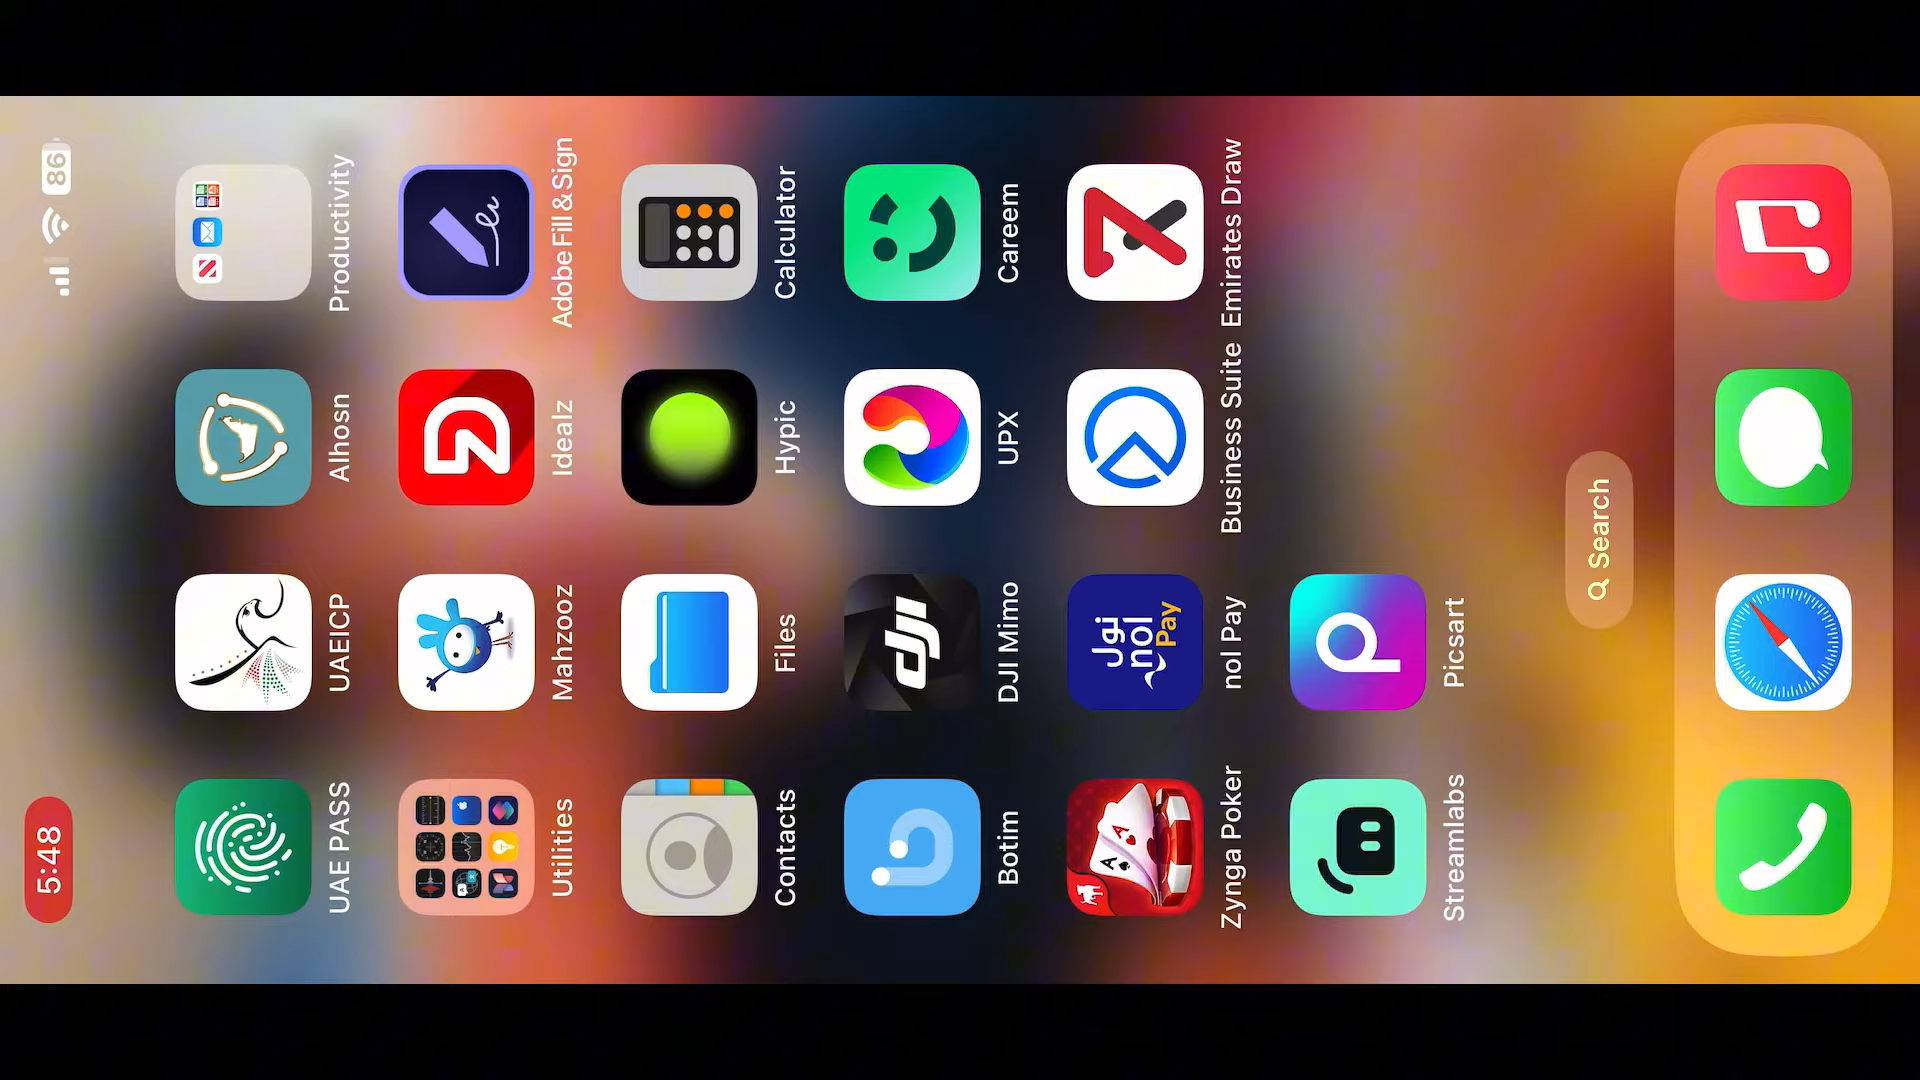 5:48
86
UAE PASS
UAEICP
Alhosn
Productivity
Utilities
Mahzooz
Idealz
Adobe Fill & Sign
Contacts
Files
Hypic
Calculator
Botim
DJI
DJI Mimo
UPX
Careem
A
A
Zynga Poker
نول
nol
Pay
nol Pay
Business Suite
Emirates Draw
Streamlabs
Picsart
Search